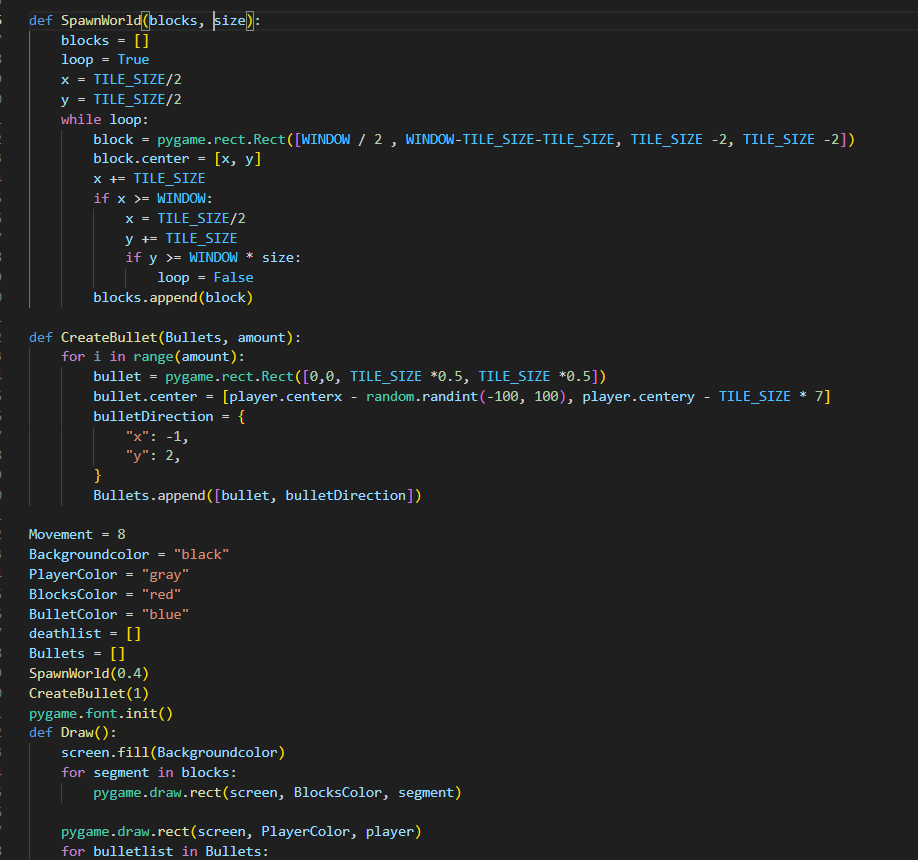 def SpawnWorld(blocks, size):
    blocks = []
    loop = True
    x = TILE_SIZE/2
    y = TILE_SIZE/2
    while loop:
        block = pygame.rect.Rect([WINDOW / 2 , WINDOW-TILE_SIZE-TILE_SIZE, TILE_SIZE -2, TILE_SIZE -2])
        block.center = [x, y]
        x += TILE_SIZE
        if x >= WINDOW:
            x = TILE_SIZE/2
            y += TILE_SIZE
            if y >= WINDOW * size:
                loop = False
        blocks.append(block)

def CreateBullet(Bullets, amount):
    for i in range(amount):
        bullet = pygame.rect.Rect([0,0, TILE_SIZE *0.5, TILE_SIZE *0.5])
        bullet.center = [player.centerx - random.randint(-100, 100), player.centery - TILE_SIZE * 7]
        bulletDirection = {
            "x": -1,
            "y": 2,
        }
        Bullets.append([bullet, bulletDirection])

Movement = 8
Backgroundcolor = "black"
PlayerColor = "gray"
BlocksColor = "red"
BulletColor = "blue"
deathlist = []
Bullets = []
SpawnWorld(0.4)
CreateBullet(1)
pygame.font.init()
def Draw():
    screen.fill(Backgroundcolor)
    for segment in blocks:
        pygame.draw.rect(screen, BlocksColor, segment)

    pygame.draw.rect(screen, PlayerColor, player)
    for bulletlist in Bullets: